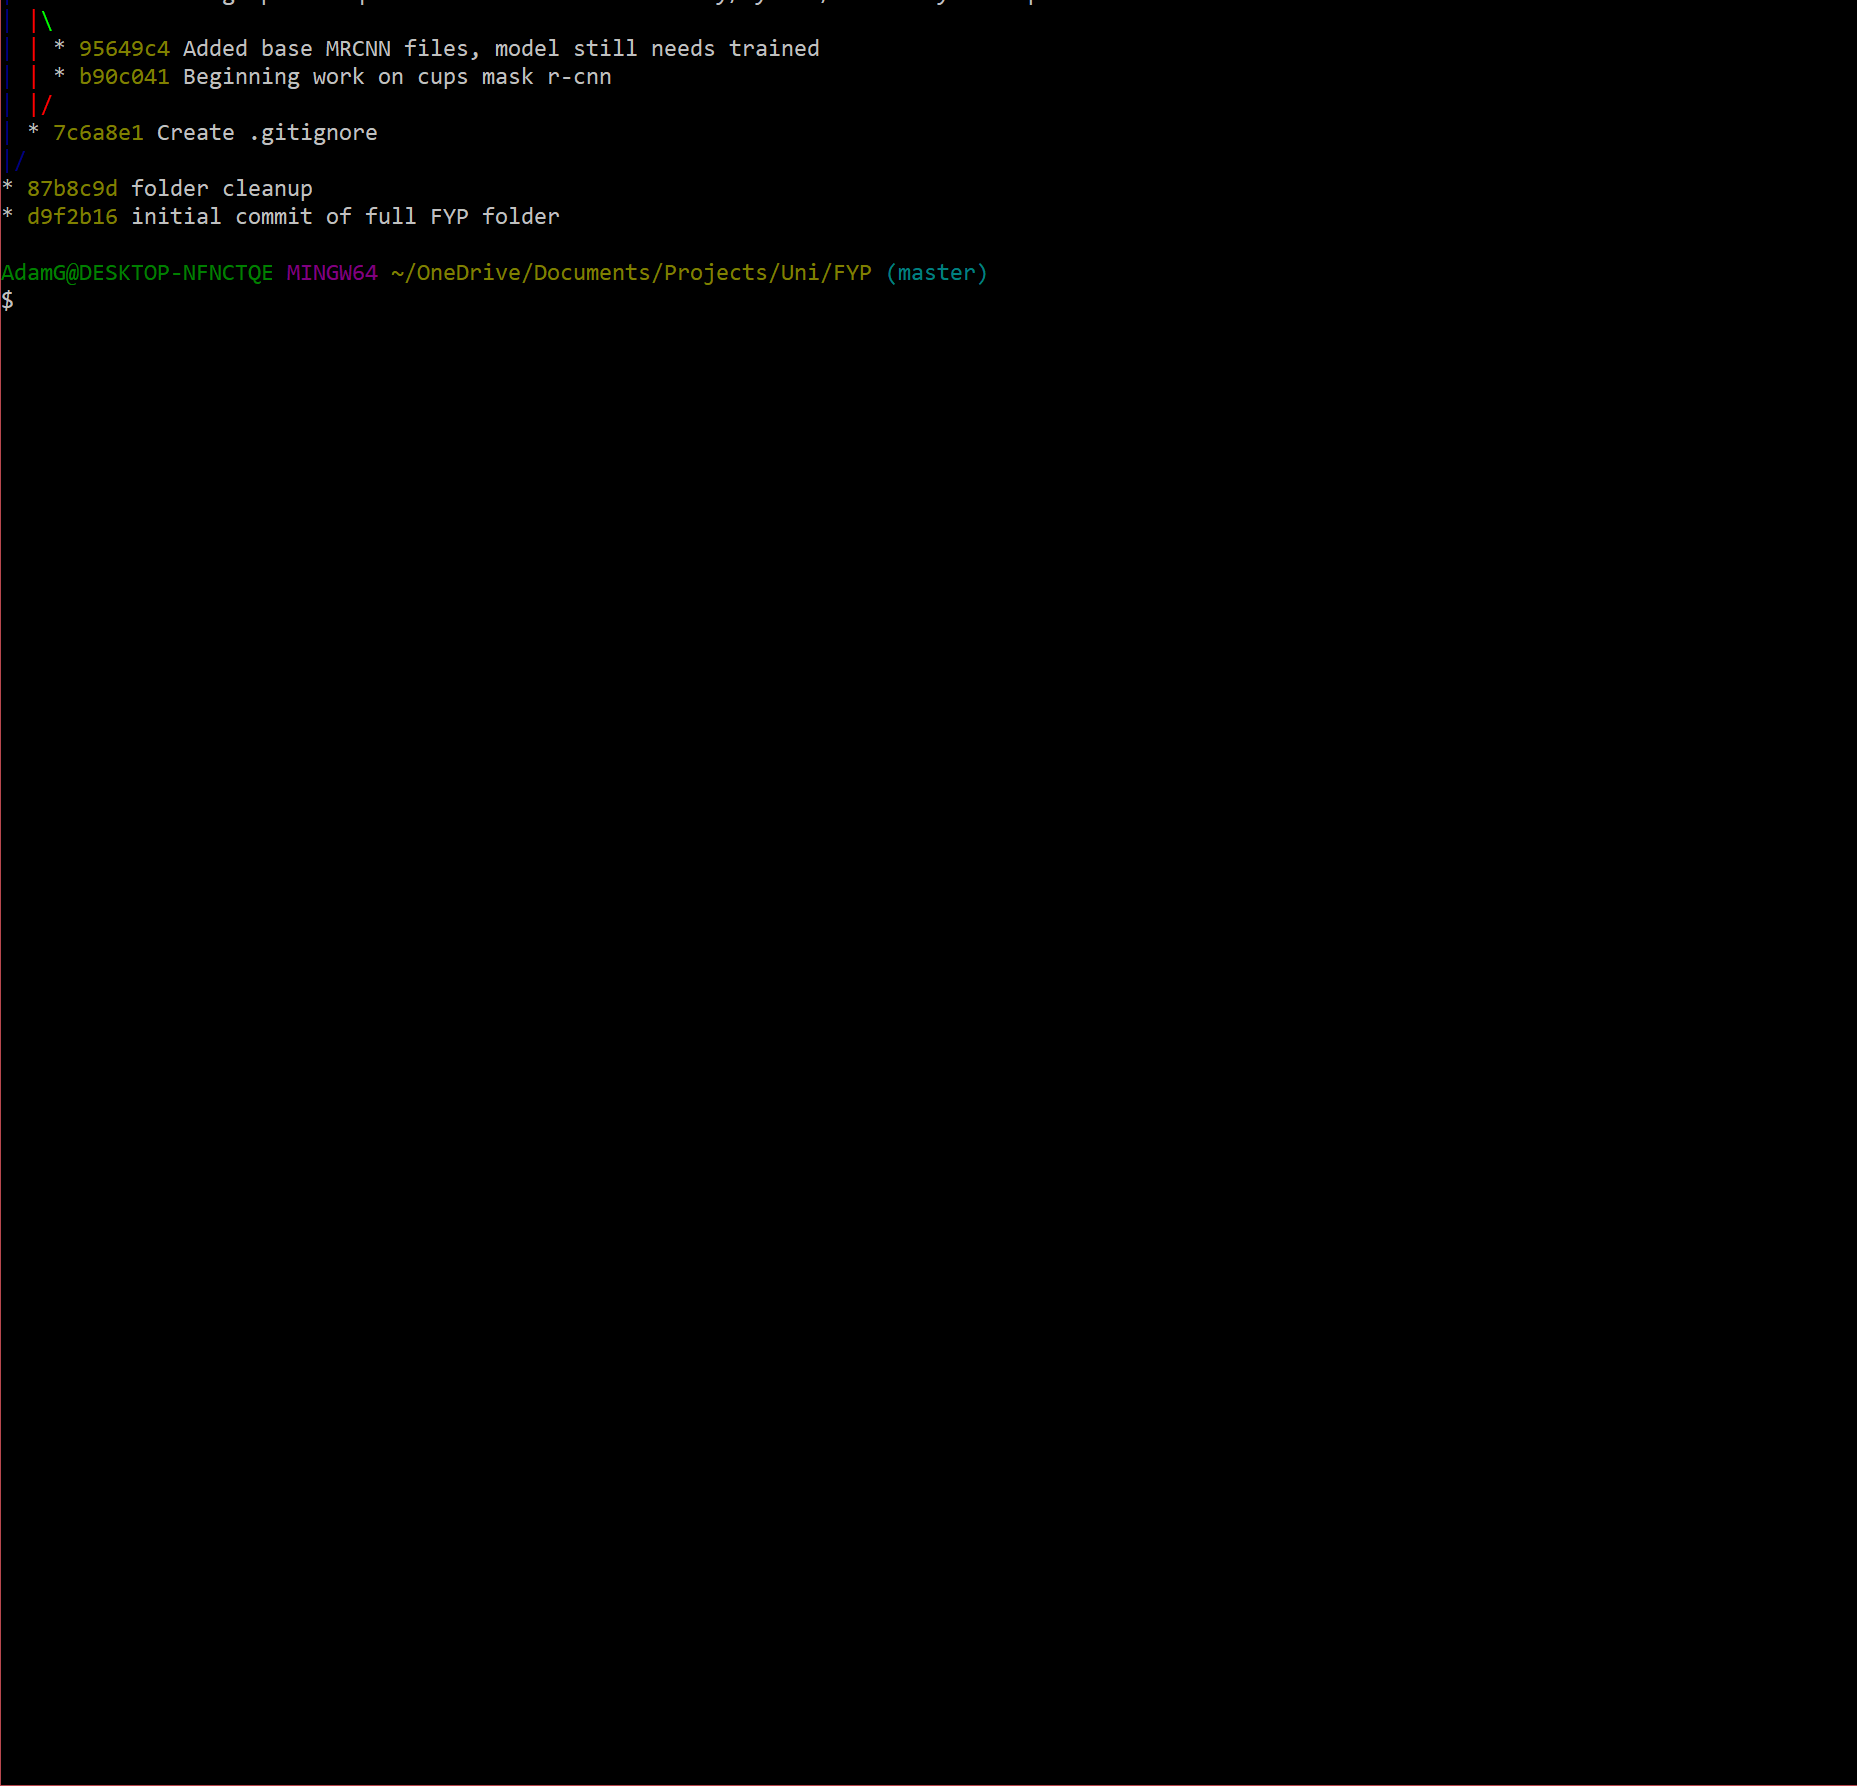 |\
| | * 95649c4 Added base MRCNN files, model still needs trained
| | * b90c041 Beginning work on cups mask r-cnn
| |/
| * 7c6a8e1 Create .gitignore
|/
* 87b8c9d folder cleanup
* d9f2b16 initial commit of full FYP folder
AdamG@DESKTOP-NFNCTQE MINGW64 ~/OneDrive/Documents/Projects/Uni/FYP (master)
$